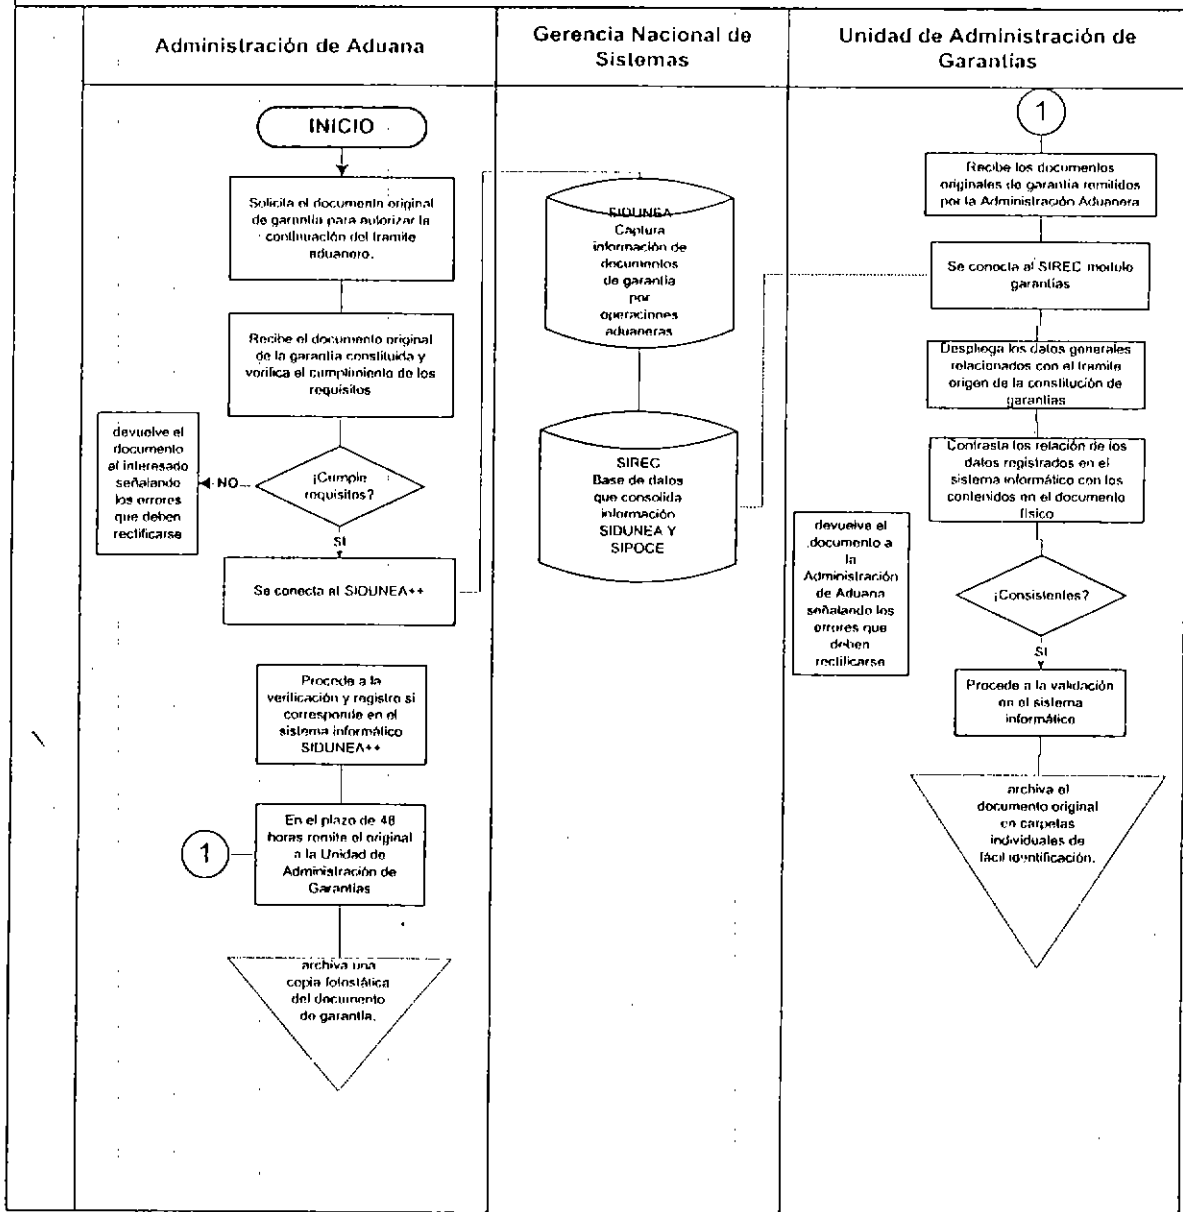 Administración de Aduana
Gerencia Nacional de
Sistemas
Unidad de Administración de
Garantías
INICIO
Solicita el documento original
de garantía para autorizar la
continuación del tramite
aduanero.
Recibe el documento original
de la garantía constituida y
verifica el cumplimiento de los
requisitos
¡Cumple
requisitos?
NO
devuelve el
documento
al interesado
señalando
los errores
que deben
rectificarse
SI
Se conecta al SIDUNEA++
Procede a la
verificación y registro si
corresponde en el
sistema informático
SIDUNEA++
1
En el plazo de 48
horas remite el original
a la Unidad de
Administración de
Garantías
archiva una
copia fotostática
del documento
de garantía.
SIDUNEA
Captura
información de
documentos
de garantía
por
operaciones
aduaneras
SIREC
Base de datos
que consolida
información
SIDUNEA Y
SIPOCE
1
Recibe los documentos
originales de garantía remitidos
por la Administración Aduanera
Se conecta al SIREC modulo
garantías
Despliega los datos generales
relacionados con el tramite
origen de la constitución de
garantías
Contrasta los relación de los
datos registrados en el
sistema informático con los
contenidos en el documento
físico
devuelve el
documento a
la
Administración
de Aduana
señalando los
errores que
deben
rectificarse
¡Consistentes?
SI
Procede a la validación
en el sistema
informático
archiva el
documento original
en carpetas
individuales de
fácil identificación.